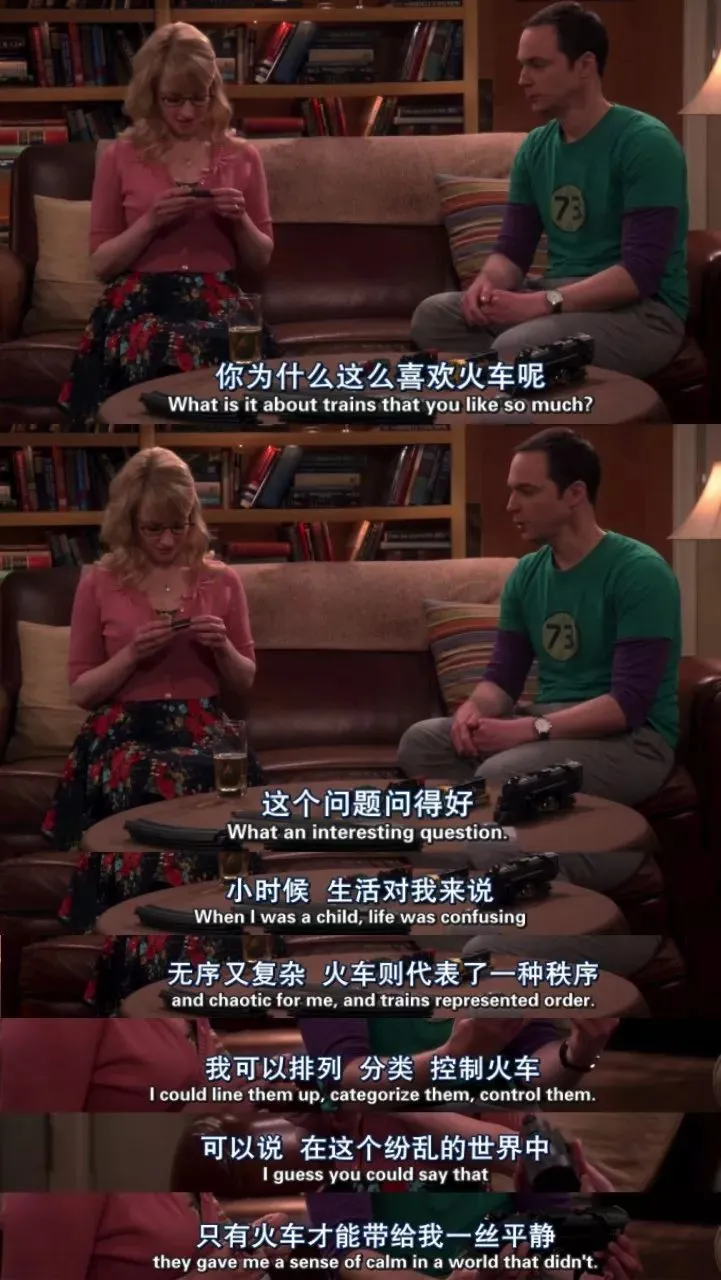 73
你为什么这么喜欢火车呢
What is it about trains that you like so much?
73
这个问题问得好
What an interesting question.
小时候 生活对我来说
When I was a child, life was confusing
无序又复杂 火车则代表了一种秩序
and chaotic for me, and trains represented order.
我可以排列 分类 控制火车
I could line them up, categorize them, control them.
可以说 在这个纷乱的世界中
I guess you could say that
只有火车才能带给我一丝平静
they gave me a sense of calm in a world that didn't.